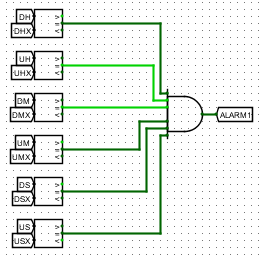 DH
DHX
>
=
<
UH
UHX
>
=
<
DM
DMX
>
=
<
UM
UMX
>
=
<
ALARM1
DS
DSX
>
=
<
US
USX
>
=
<